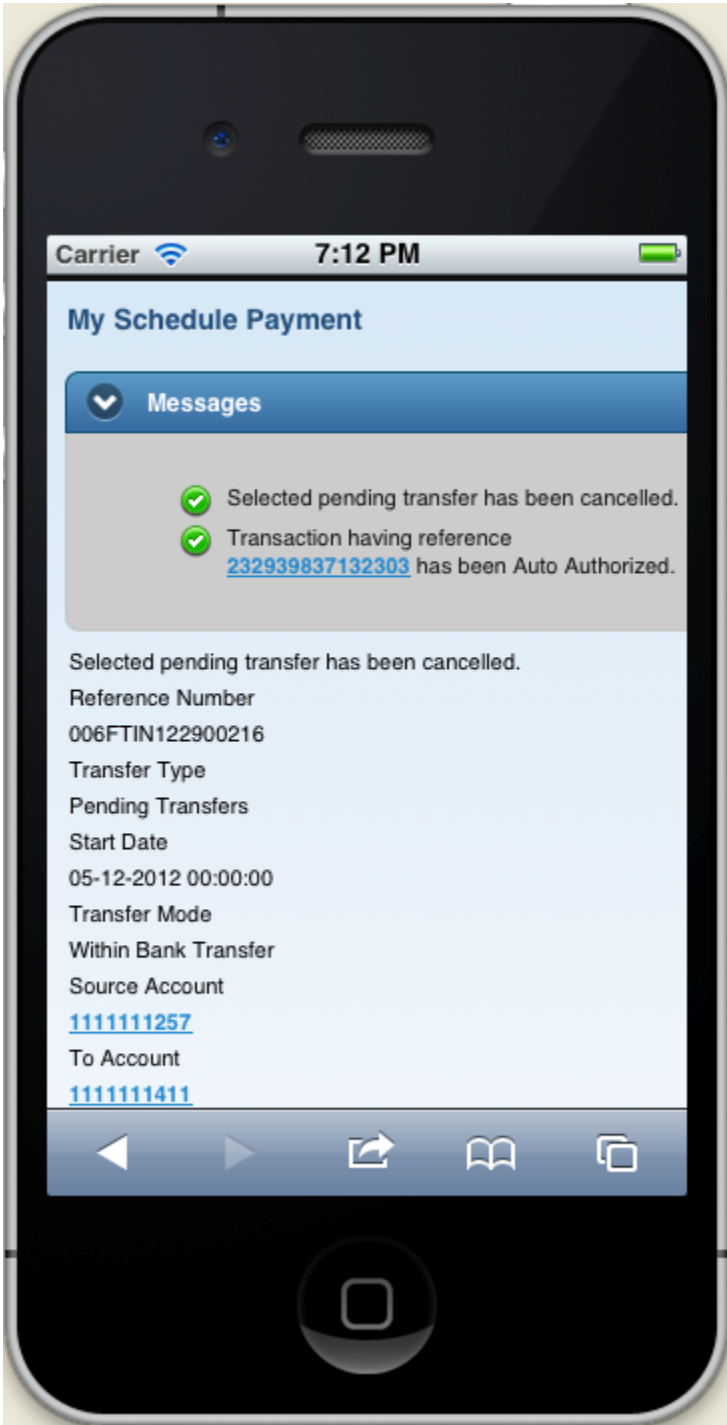 Carrier 7:12 PM
My Schedule Payment
Messages
Selected pending transfer has been cancelled.
Transaction having reference
232939837132303 has been Auto Authorized.
Selected pending transfer has been cancelled.
Reference Number
006FTIN122900216
Transfer Type
Pending Transfers
Start Date
05-12-2012 00:00:00
Transfer Mode
Within Bank Transfer
Source Account
1111111257
To Account
1111111411